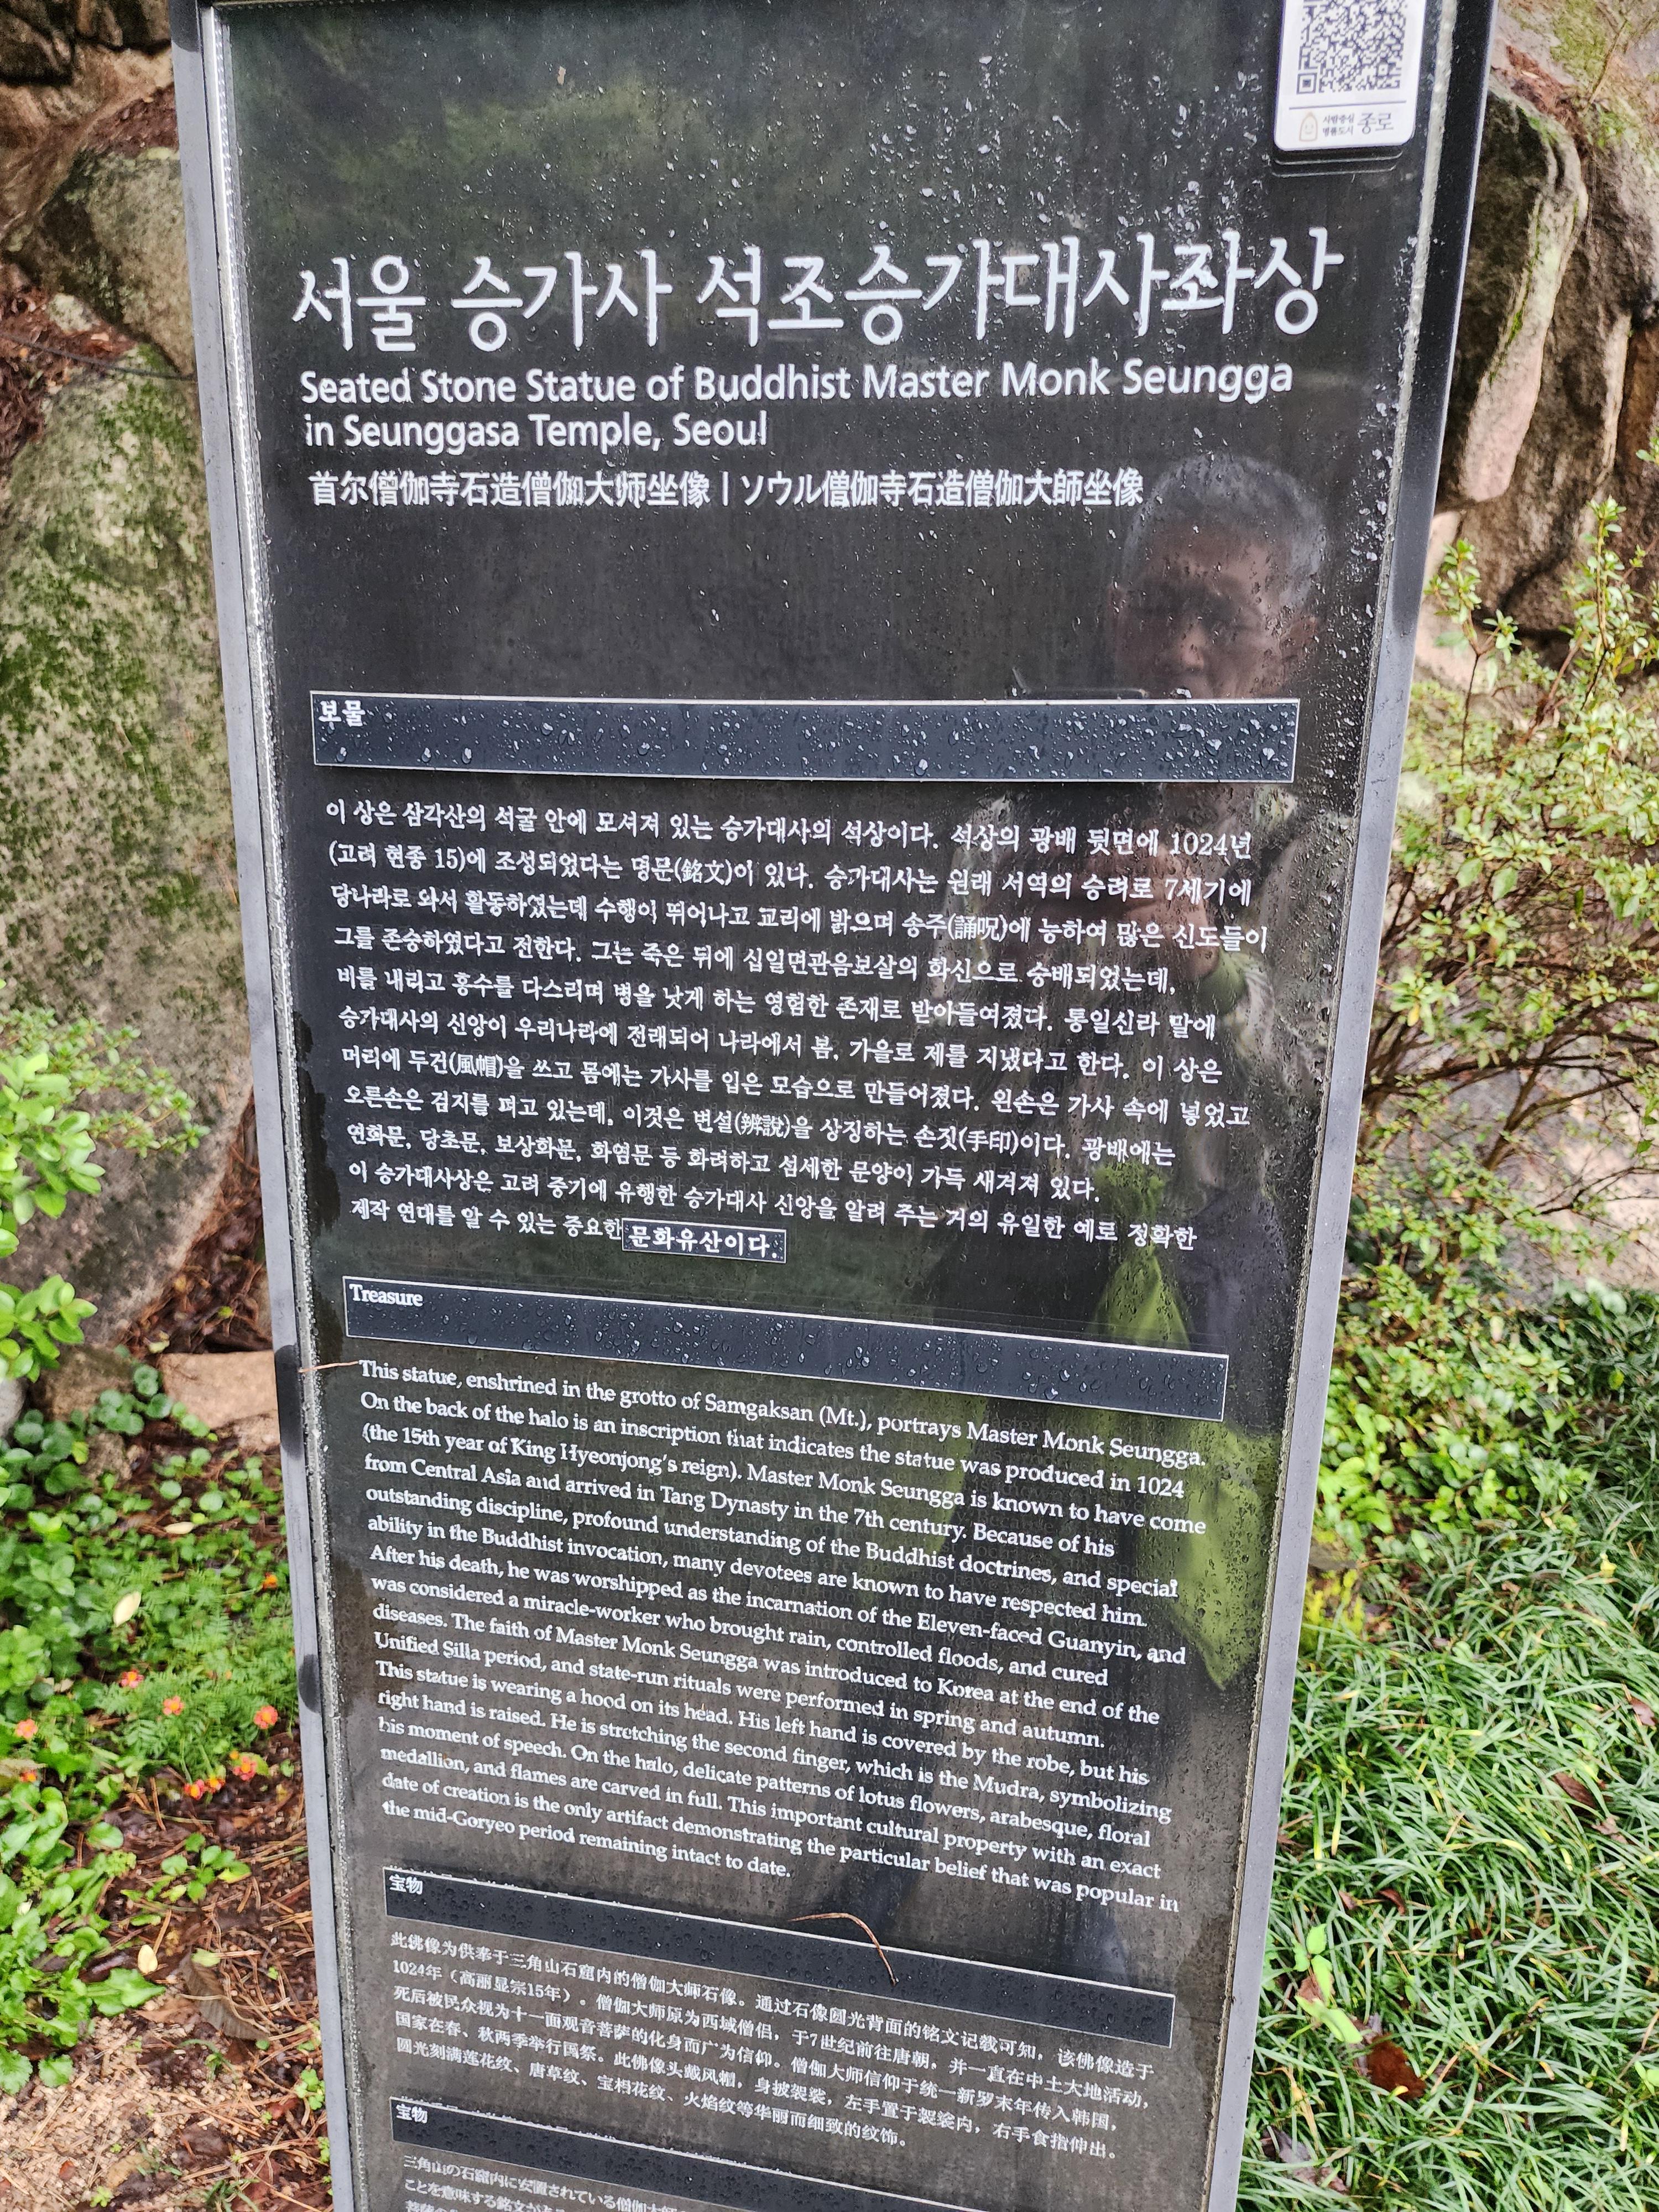 사람중심
명품도시 종로
서울 승가사 석조승가대사좌상
Seated Stone Statue of Buddhist Master Monk Seungga
in Seunggasa Temple, Seoul
首尔僧伽寺石造僧伽大师坐像 | ソウル僧伽寺石造僧伽大師坐像
보물
이 상은 삼각산의 석굴 안에 모셔져 있는 승가대사의 석상이다. 석상의 광배 뒷면에 1024년
(고려 현종 15)에 조성되었다는 명문(銘文)이 있다. 승가대사는 원래 서역의 승려로 7세기에
당나라로 와서 활동하였는데 수행이 뛰어나고 교리에 밝으며 송주(誦呪)에 능하여 많은 신도들이
그를 존숭하였다고 전한다. 그는 죽은 뒤에 십일면관음보살의 화신으로 숭배되었는데,
비를 내리고 홍수를 다스리며 병을 낫게 하는 영험한 존재로 받아들여졌다. 통일신라 말에
승가대사의 신앙이 우리나라에 전래되어 나라에서 봄, 가을로 제를 지냈다고 한다. 이 상은
머리에 두건(風帽)을 쓰고 몸에는 가사를 입은 모습으로 만들어졌다. 왼손은 가사 속에 넣었고
오른손은 검지를 펴고 있는데, 이것은 변설(辨說)을 상징하는 손짓(手印)이다. 광배에는
연화문, 당초문, 보상화문, 화염문 등 화려하고 섬세한 문양이 가득 새겨져 있다.
이 승가대사상은 고려 중기에 유행한 승가대사 신앙을 알려 주는 거의 유일한 예로 정확한
제작 연대를 알 수 있는 중요한 문화유산이다.
Treasure
This statue, enshrined in the grotto of Samgaksan (Mt.), portrays Master Monk Seungga.
On the back of the halo is an inscription that indicates the statue was produced in 1024
(the 15th year of King Hyeonjong's reign). Master Monk Seungga is known to have come
from Central Asia and arrived in Tang Dynasty in the 7th century. Because of his
outstanding discipline, profound understanding of the Buddhist doctrines, and special
ability in the Buddhist invocation, many devotees are known to have respected him.
After his death, he was worshipped as the incarnation of the Eleven-faced Guanyin, and
was considered a miracle-worker who brought rain, controlled floods, and cured
diseases. The faith of Master Monk Seungga was introduced to Korea at the end of the
Unified Silla period, and state-run rituals were performed in spring and autumn.
This statue is wearing a hood on its head. His left hand is covered by the robe, but his
right hand is raised. He is stretching the second finger, which is the Mudra, symbolizing
his moment of speech. On the halo, delicate patterns of lotus flowers, arabesque, floral
medallion, and flames are carved in full. This important cultural property with an exact
date of creation is the only artifact demonstrating the particular belief that was popular in
the mid-Goryeo period remaining intact to date.
宝物
此佛像为供奉于三角山石窟内的僧伽大师石像。通过石像圆光背面的铭文记载可知，该佛像造于
1024年（高丽显宗15年）。僧伽大师原为西域僧侣，于7世纪前往唐朝，并一直在中土大地活动，
死后被民众视为十一面观音菩萨的化身而广为信仰。僧伽大师信仰于统一新罗末年传入韩国，
国家在春、秋两季举行国祭。此佛像头戴风帽，身披袈裟，左手置于袈裟内，右手食指伸出。
圆光刻满莲花纹、唐草纹、宝相花纹、火焰纹等华丽而细致的纹饰。
宝物
三角山の石窟内に安置されている僧伽大師
ことを意味する銘文が